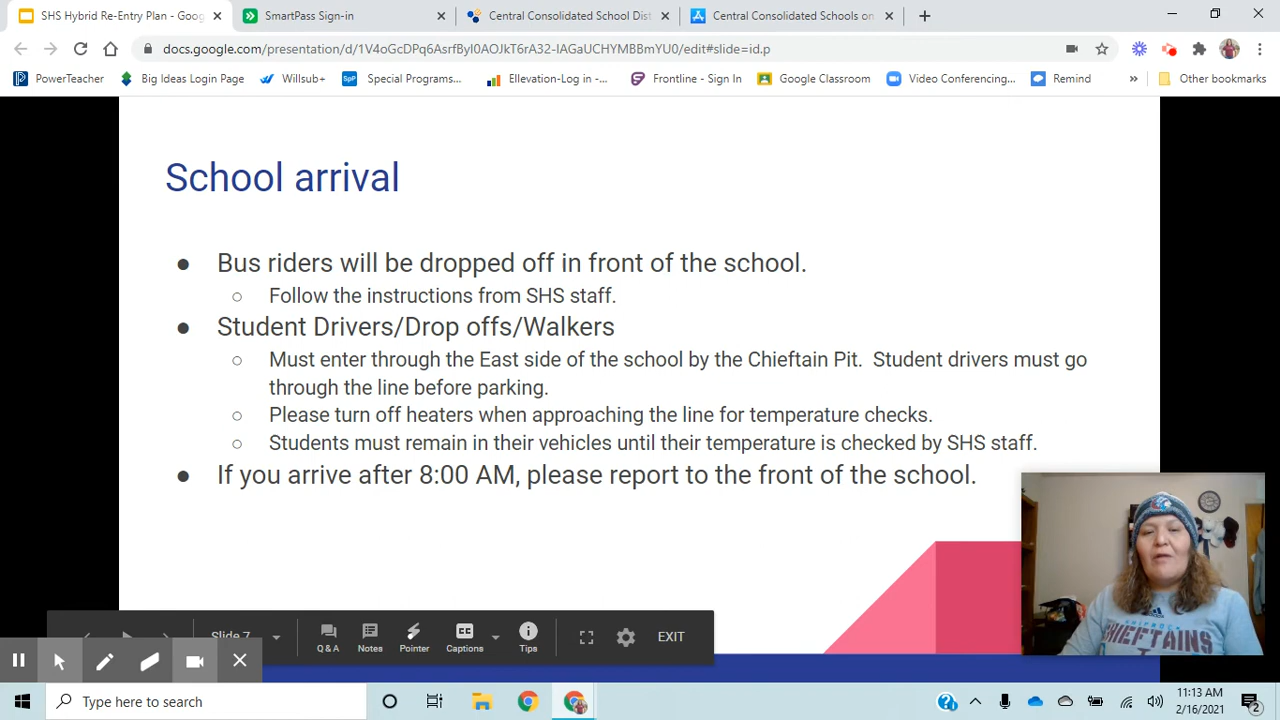 SHS Hybrid Re-Entry Plan - Goog
SmartPass Sign-in
Central Consolidated School Dist
Central Consolidated Schools on
docs.google.com/presentation/d/1V4oGcDPq6AsrfByI0AOJkT6fA32-IAGaUCHYMBBmYU0/edit#slide=id.p
PowerTeacher
Big Ideas Login Page
Willsub+
Special Programs...
Ellevation-Log in -...
Frontline - Sign In
Google Classroom
Video Conferencing...
Remind
Other bookmarks
School arrival
● Bus riders will be dropped off in front of the school.
○ Follow the instructions from SHS staff.
● Student Drivers/Drop offs/Walkers
○ Must enter through the East side of the school by the Chieftain Pit. Student drivers must go
through the line before parking.
○ Please turn off heaters when approaching the line for temperature checks.
○ Students must remain in their vehicles until their temperature is checked by SHS staff.
● If you arrive after 8:00 AM, please report to the front of the school.
CHIEFTAINS
Slide 7
Q & A
Notes
Pointer
CC
Captions
Tips
EXIT
Type here to search
11:13 AM
2/16/2021
2